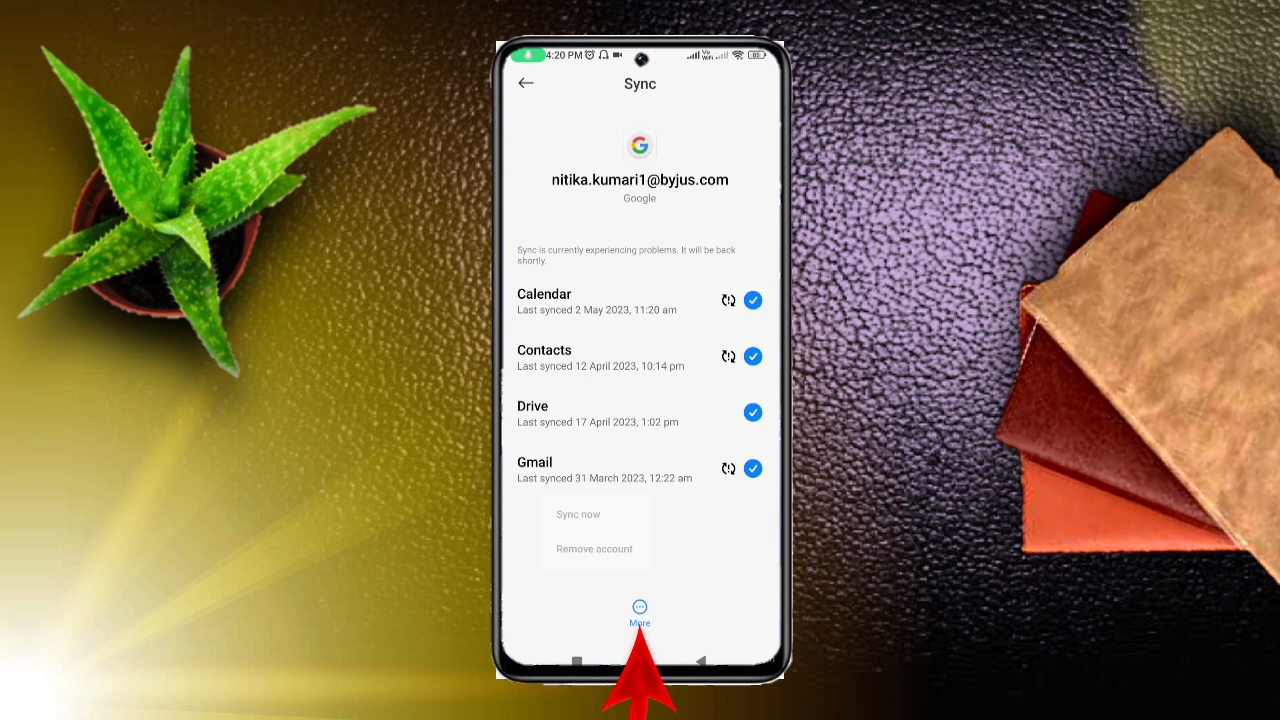 4:20 PM
Vo
WiFi
85
Sync
G
nitika.kumari1@byjus.com
Google
Sync is currently experiencing problems. It will be back
shortly.
Calendar
Last synced 2 May 2023, 11:20 am
Contacts
Last synced 12 April 2023, 10:14 pm
Drive
Last synced 17 April 2023, 1:02 pm
Gmail
Last synced 31 March 2023, 12:22 am
Sync now
Remove account
More